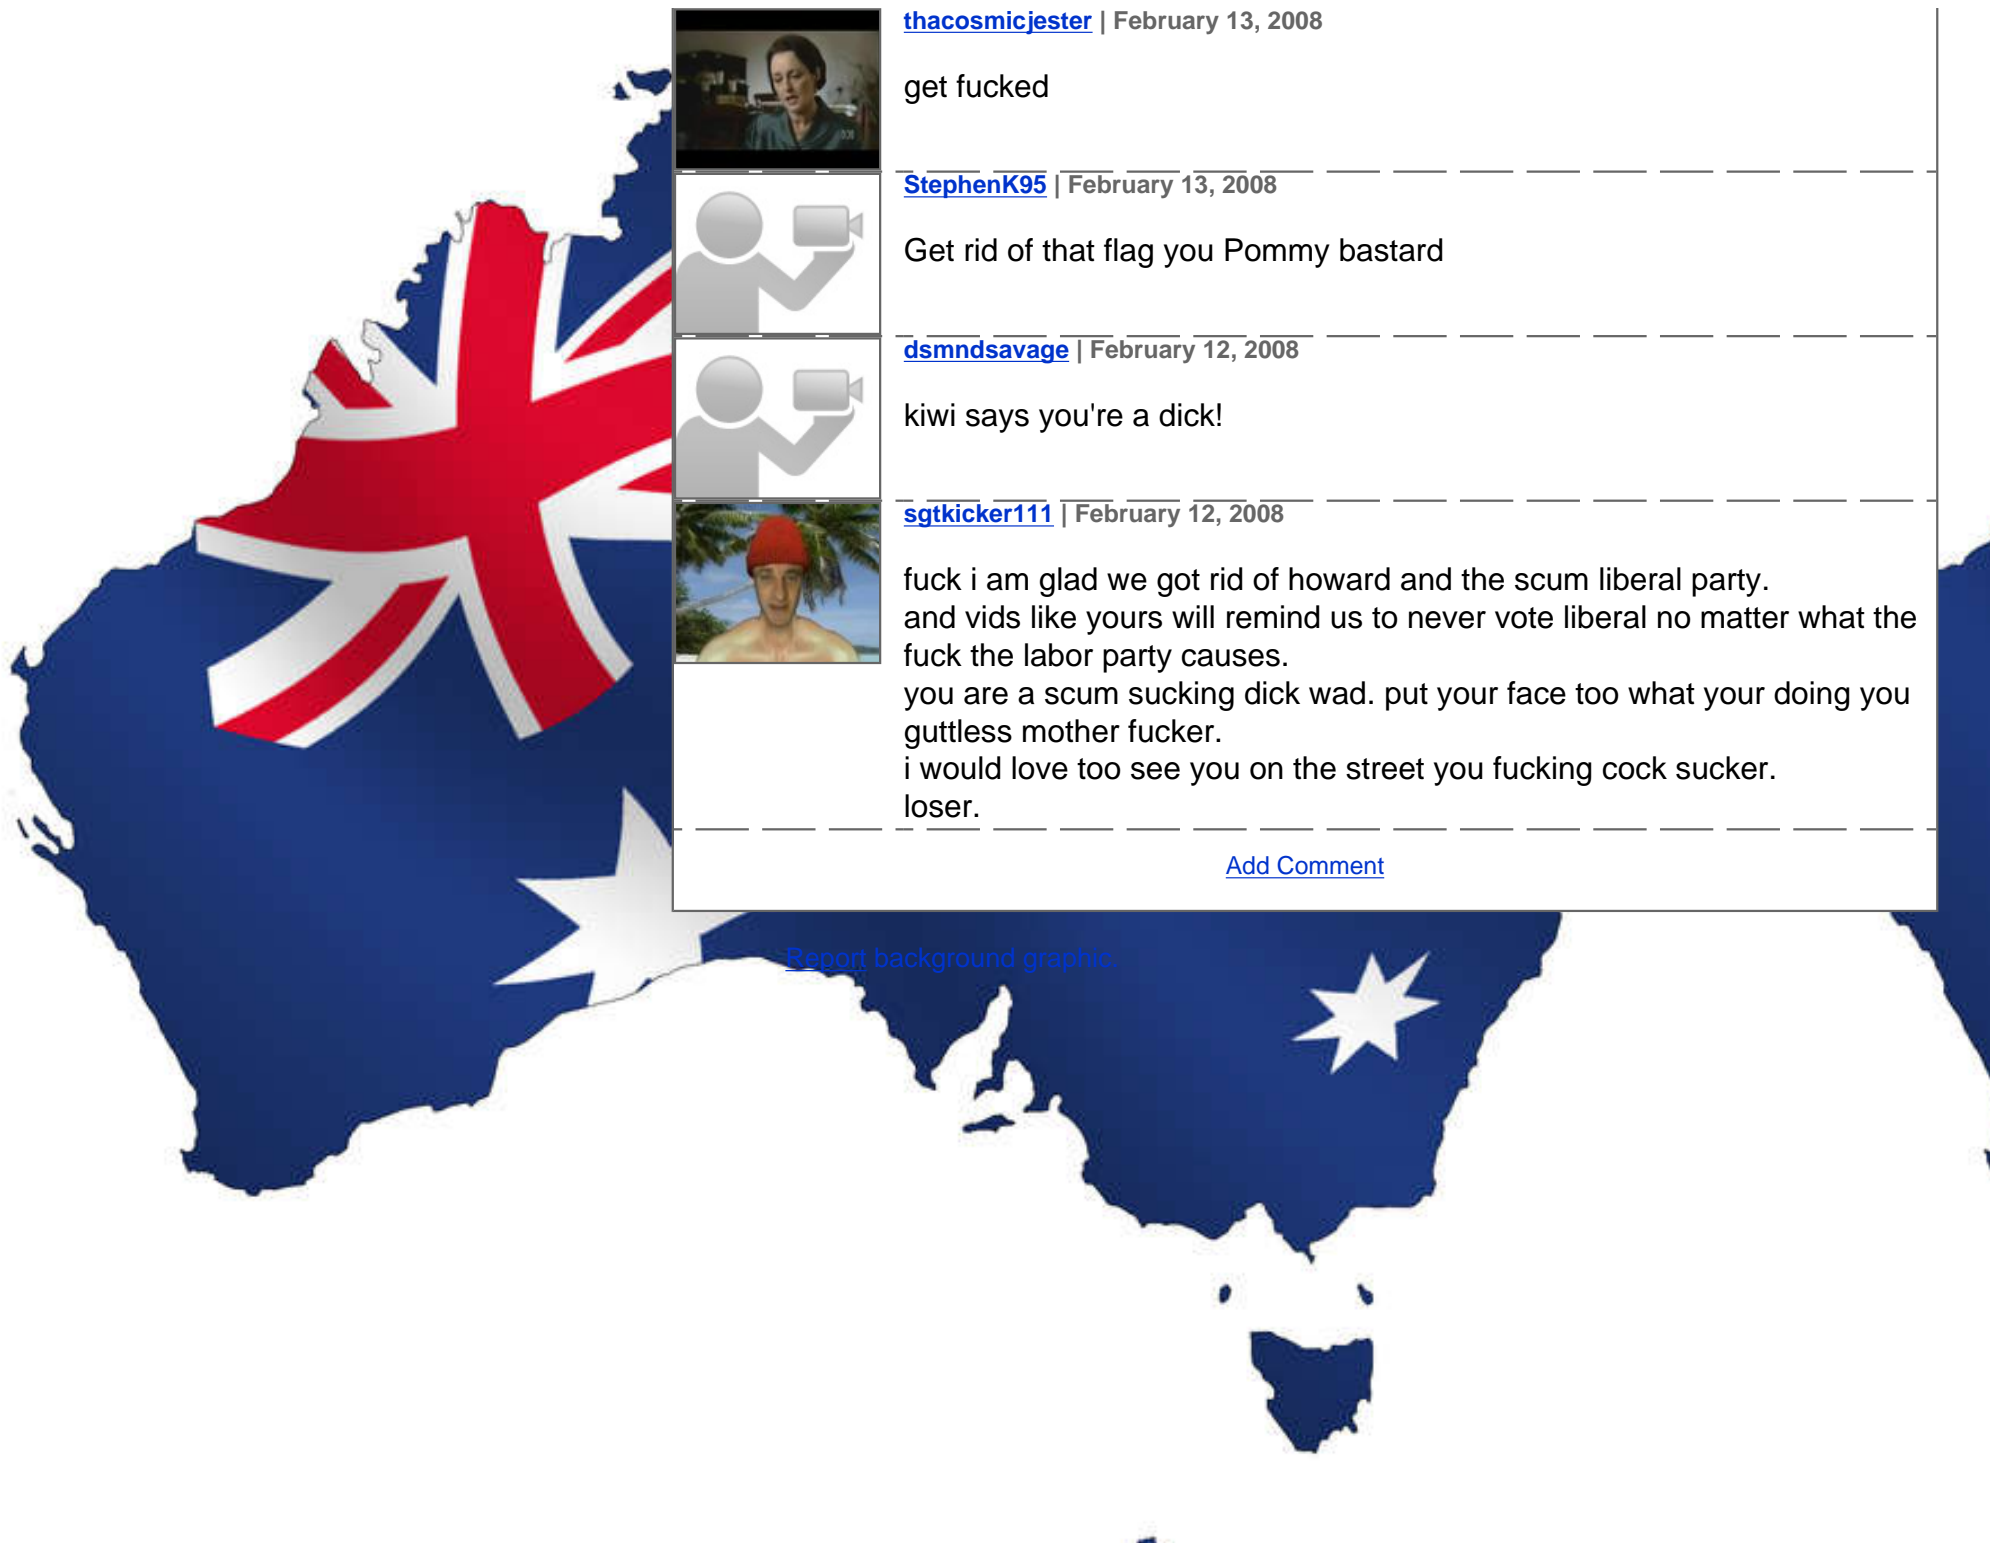 thacosmicjester | February 13, 2008
get fucked
StephenK95 | February 13, 2008
Get rid of that flag you Pommy bastard
dsmndsavage | February 12, 2008
kiwi says you're a dick!
sgtkicker111 | February 12, 2008
fuck i am glad we got rid of howard and the scum liberal party.
and vids like yours will remind us to never vote liberal no matter what the
fuck the labor party causes.
you are a scum sucking dick wad. put your face too what your doing you
guttless mother fucker.
i would love too see you on the street you fucking cock sucker.
loser.
Add Comment
Report background graphic.